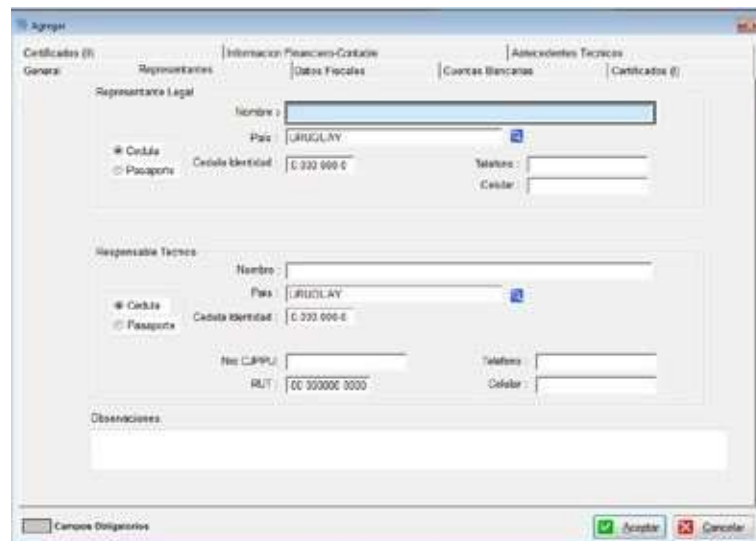 Agregar
Certificados (II) Informacion Financiero-Contable Antecedentes Tecnicos
General Representantes Datos Fiscales Cuentas Bancarias Certificados (I)
Representante Legal
Nombre :
Pais : URUGUAY
Cedula
Pasaporte
Cedula Identidad : 0.000.000-0 Telefono :
Celular :
Responsable Tecnico
Nombre :
Pais : URUGUAY
Cedula
Pasaporte
Cedula Identidad : 0.000.000-0
Nro CJPPU : Telefono :
RUT : 00 000000 0000 Celular :
Observaciones
Campos Obligatorios Aceptar Cancelar